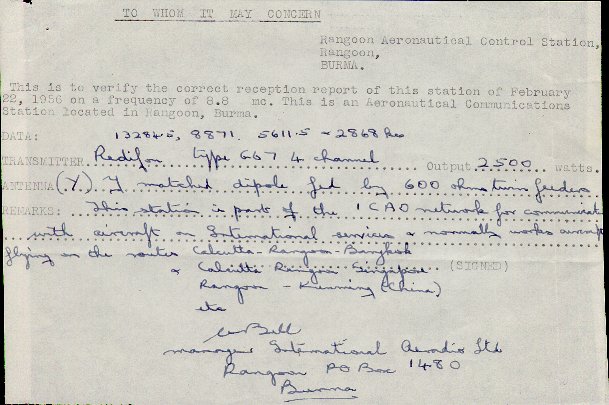 TO WHOM IT MAY CONCERN
Rangoon Aeronautical Control Station,
Rangoon,
BURMA.
This is to verify the correct reception report of this station of February
22, 1956 on a frequency of 8.8 mc. This is an Aeronautical Communications
Station located in Rangoon, Burma.
DATA: 13284.5, 8871. 5611.5 - 2868 kcs
TRANSMITTER. Redifon type G67 4 channel Output 2500 watts.
ANTENNA (.Y.) Y matched dipole fed by 600 ohms twin feeders
REMARKS: This station is part of the ICAO network for communicat
with aircraft on International services & normally works aircraft
flying on the routes Calcutta - Rangoon - Bangkok
(SIGNED)
& Calcutta Rangoon Singapore
Rangoon - Kunming (China)
etc
Bell
manager International Aeradio Ltd
Rangoon PO Box 1480
Burma